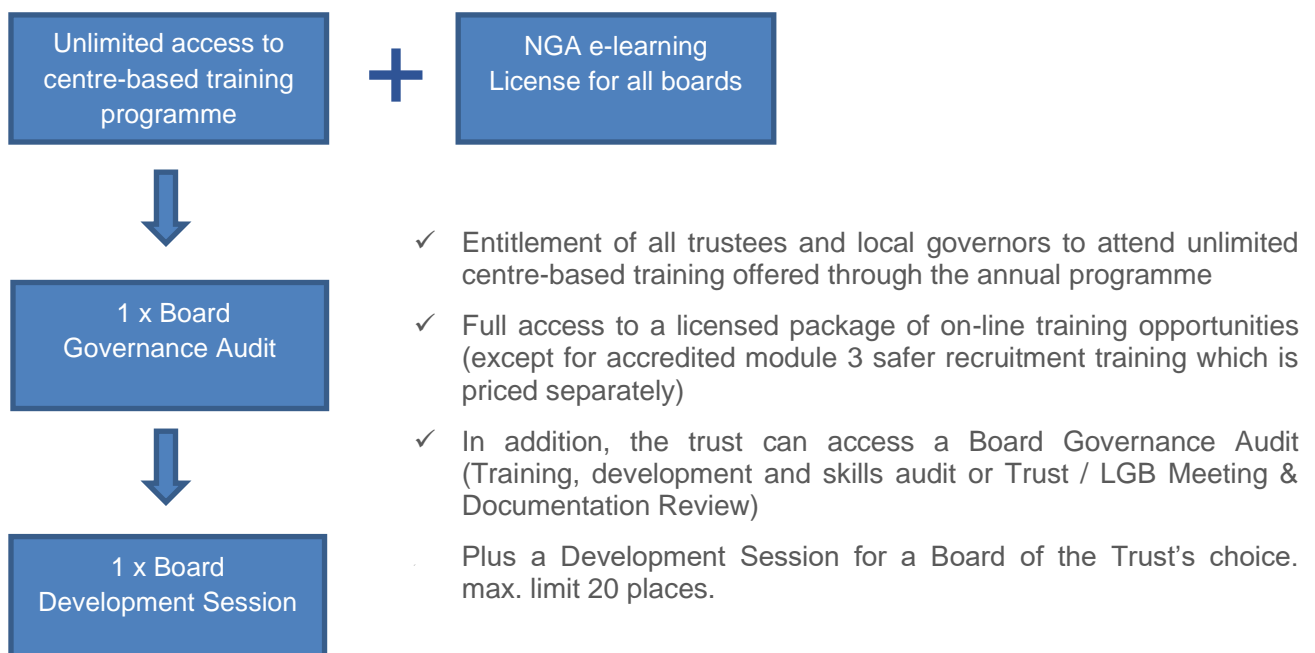 Unlimited access to
centre-based training
programme
NGA e-learning
License for all boards
1 x Board
Governance Audit
1 x Board
Development Session
✓ Entitlement of all trustees and local governors to attend unlimited
centre-based training offered through the annual programme
✓ Full access to a licensed package of on-line training opportunities
(except for accredited module 3 safer recruitment training which is
priced separately)
✓ In addition, the trust can access a Board Governance Audit
(Training, development and skills audit or Trust / LGB Meeting &
Documentation Review)
Plus a Development Session for a Board of the Trust’s choice.
max. limit 20 places.